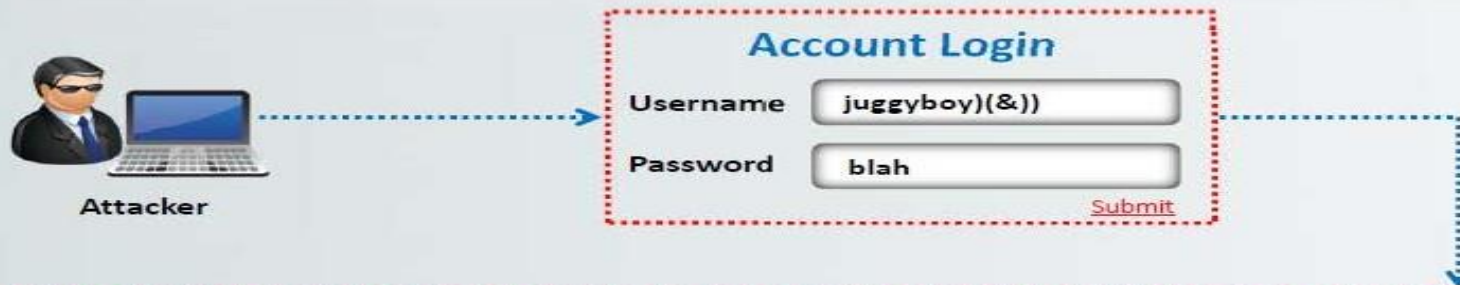 Account Login
Username juggyboy)(&))
Password blah
Submit
Attacker